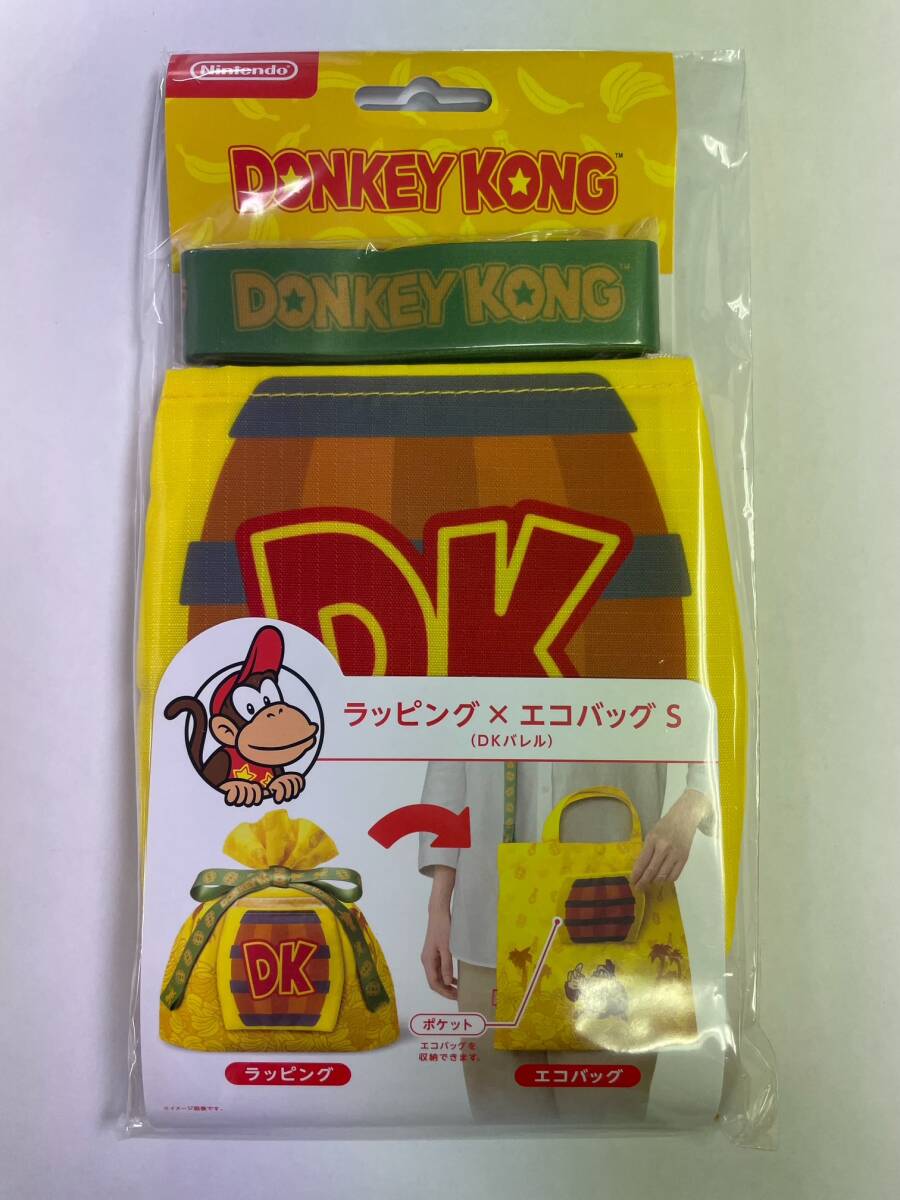 Nintendo
DONKEY KONG™
DONKEY KONG™
DK
ラッピング × エコバッグ S
(DKバレル)
DK
ポケット
エコバッグを
収納できます。
ラッピング
エコバッグ
※イメージ画像です。